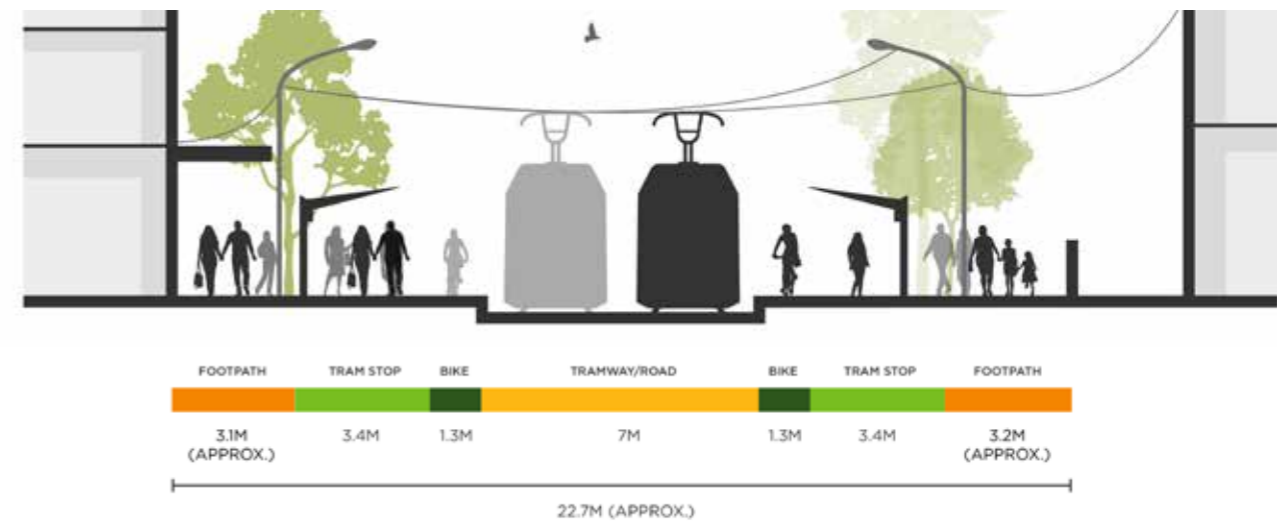 FOOTPATH TRAM STOP BIKE TRAMWAY/ROAD BIKE TRAM STOP FOOTPATH
3.1M 3.4M 1.3M 7M 1.3M 3.4M 3.2M
(APPROX.) (APPROX.)
22.7M (APPROX.)